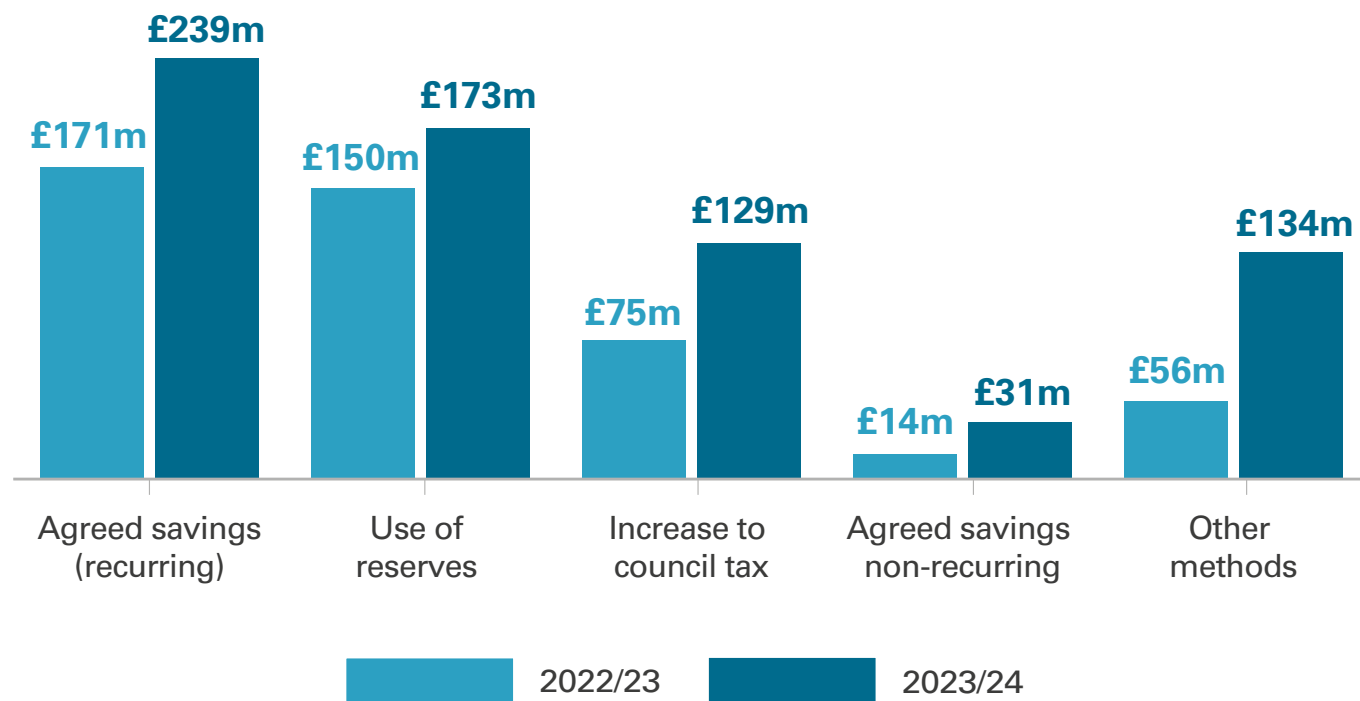 £239m
£171m
£173m
£150m
£129m
£75m
£31m
£14m
£134m
£56m
Agreed savings
(recurring)
Use of
reserves
Increase to
council tax
Agreed savings
non-recurring
Other
methods
2022/23
2023/24